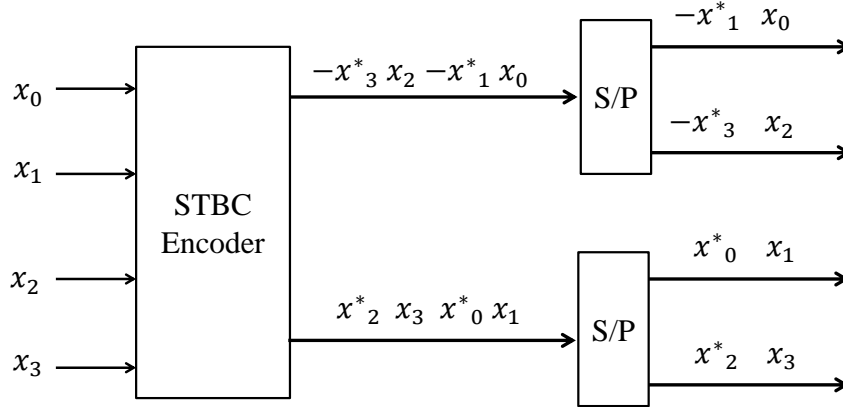 −x*₁ x₀
−x*₃ x₂ −x*₁ x₀
x₀
S/P
−x*₃ x₂
x₁
STBC
Encoder
x*₀ x₁
x₂
x*₂ x₃ x*₀ x₁
S/P
x*₂ x₃
x₃